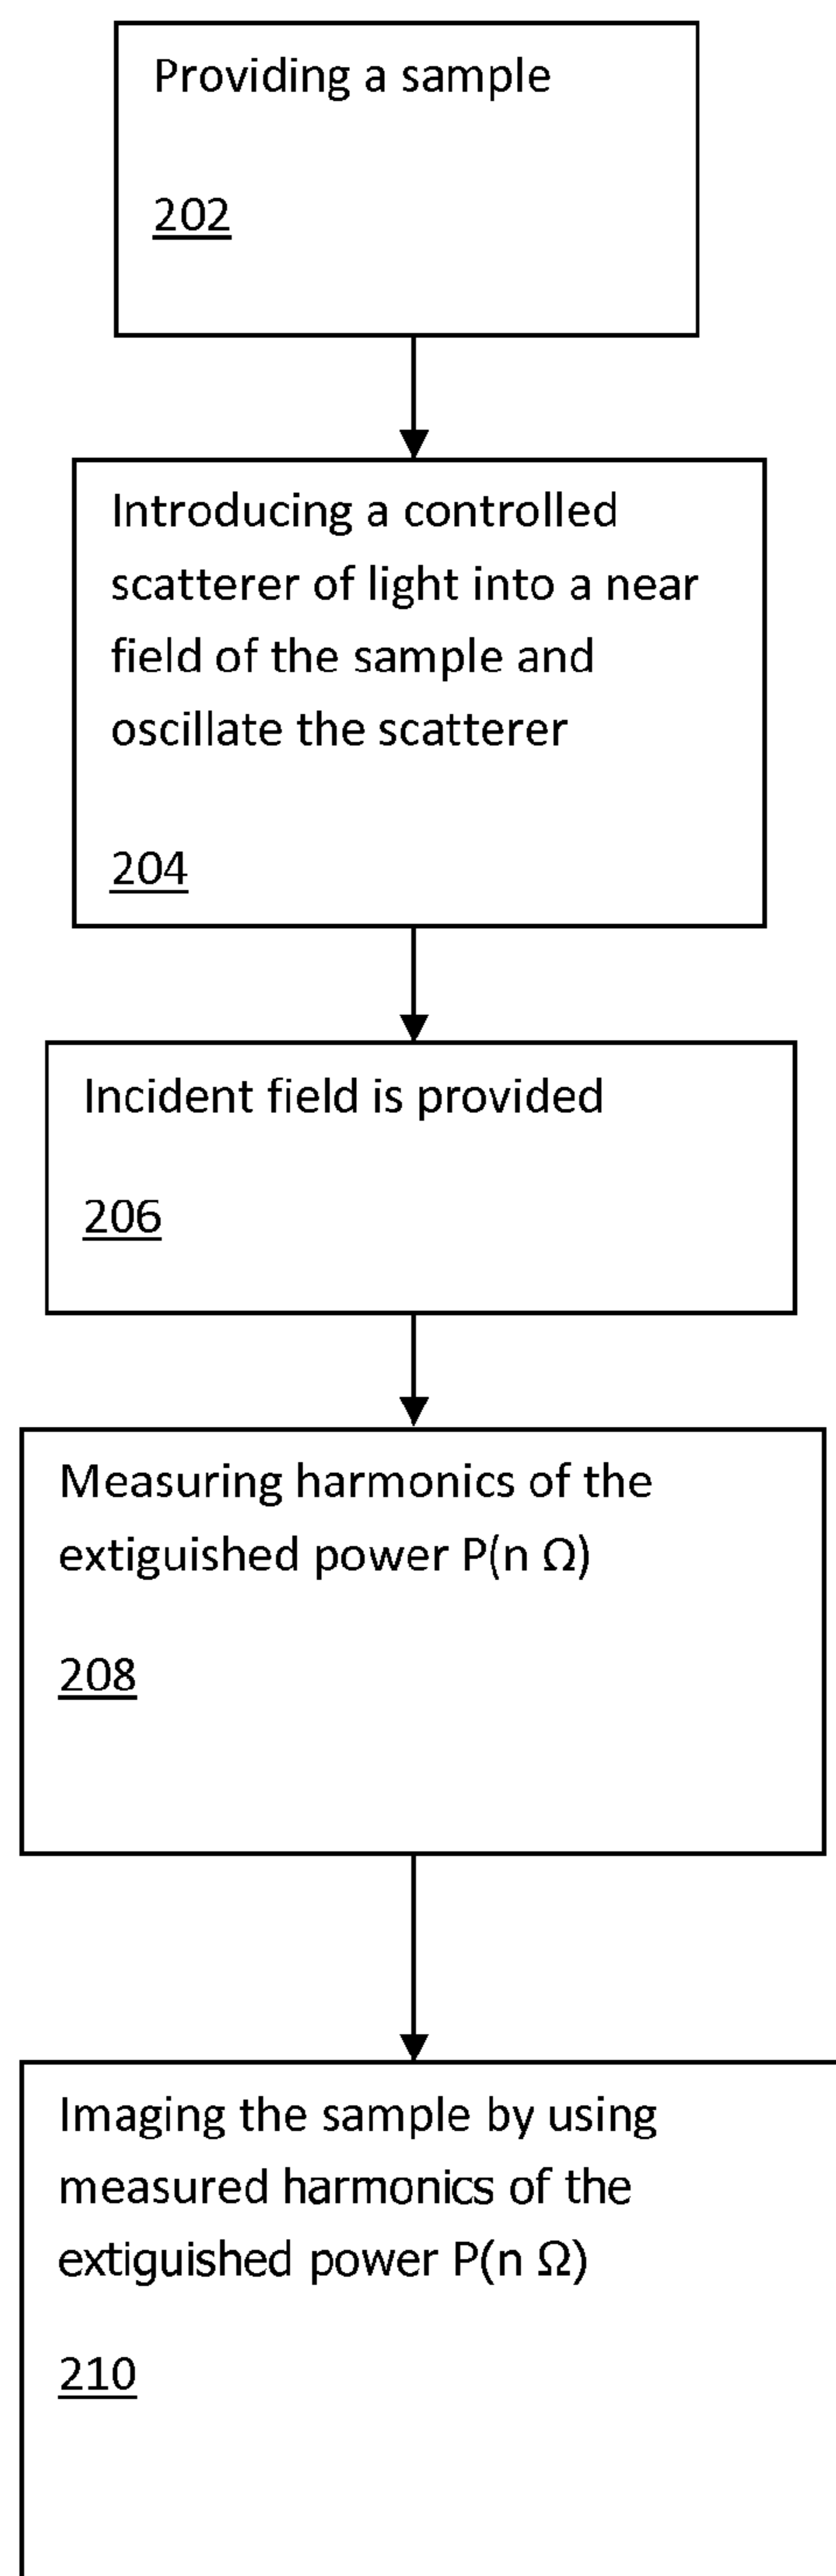 Providing a sample
202
Introducing a controlled
scatterer of light into a near
field of the sample and
oscillate the scatterer
204
Incident field is provided
206
Measuring harmonics of the
extiguished power P(n Ω)
208
Imaging the sample by using
measured harmonics of the
extiguished power P(n Ω)
210